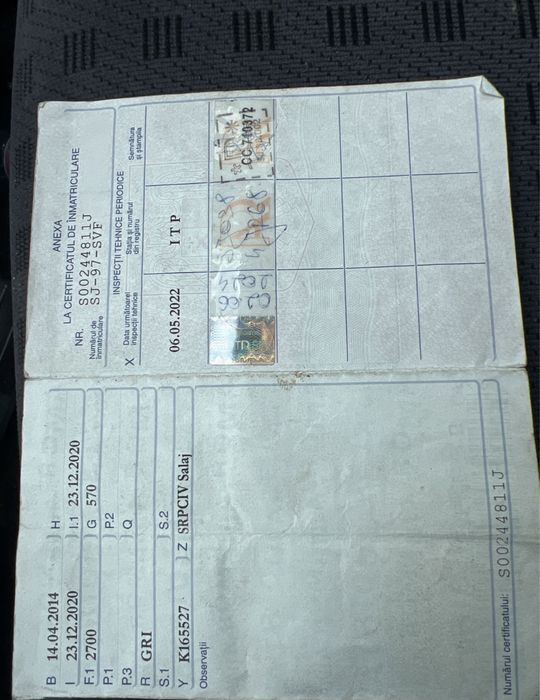 ANEXA
LA CERTIFICATUL DE ÎNMATRICULARE
NR. S00244811J
Numărul de înmatriculare SJ-97-SVF
INSPECȚII TEHNICE PERIODICE
X Data următoarei inspecții tehnice
Stația și numărul din registru
Semnătura și ștampila
06.05.2022 ITP
CC 710372
B 14.04.2014 H
I 23.12.2020 I.1 23.12.2020
F.1 2700 G 570
P.1 P.2
P.3 Q
R GRI
S.1 S.2
Y K165527 Z SRPCIV Salaj
Observații
Numărul certificatului: S00244811J